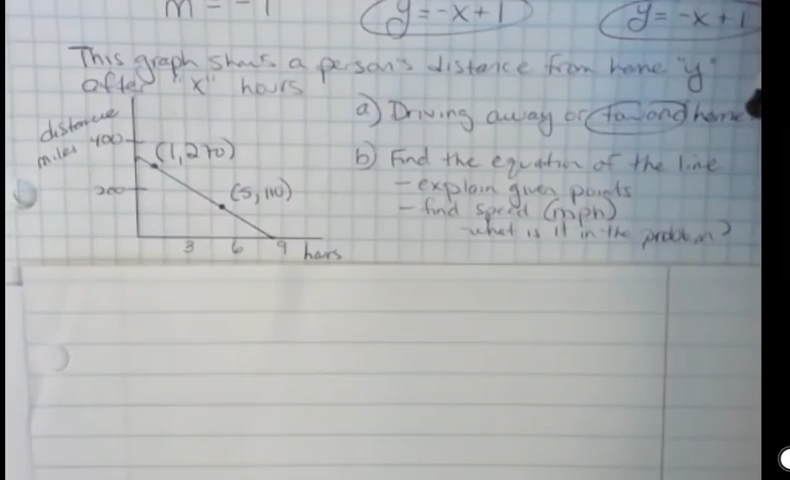 m = -1
y = -x + 1
y = -x + 1
This graph shows a person's distance from home "y"
after "x" hours
a) Driving away or toward home
distance
miles
400
(1,270)
b) Find the equation of the line
- explain given points
200
(5,110)
- find speed (mph)
- what is it in the problem?
3 6 9 hours